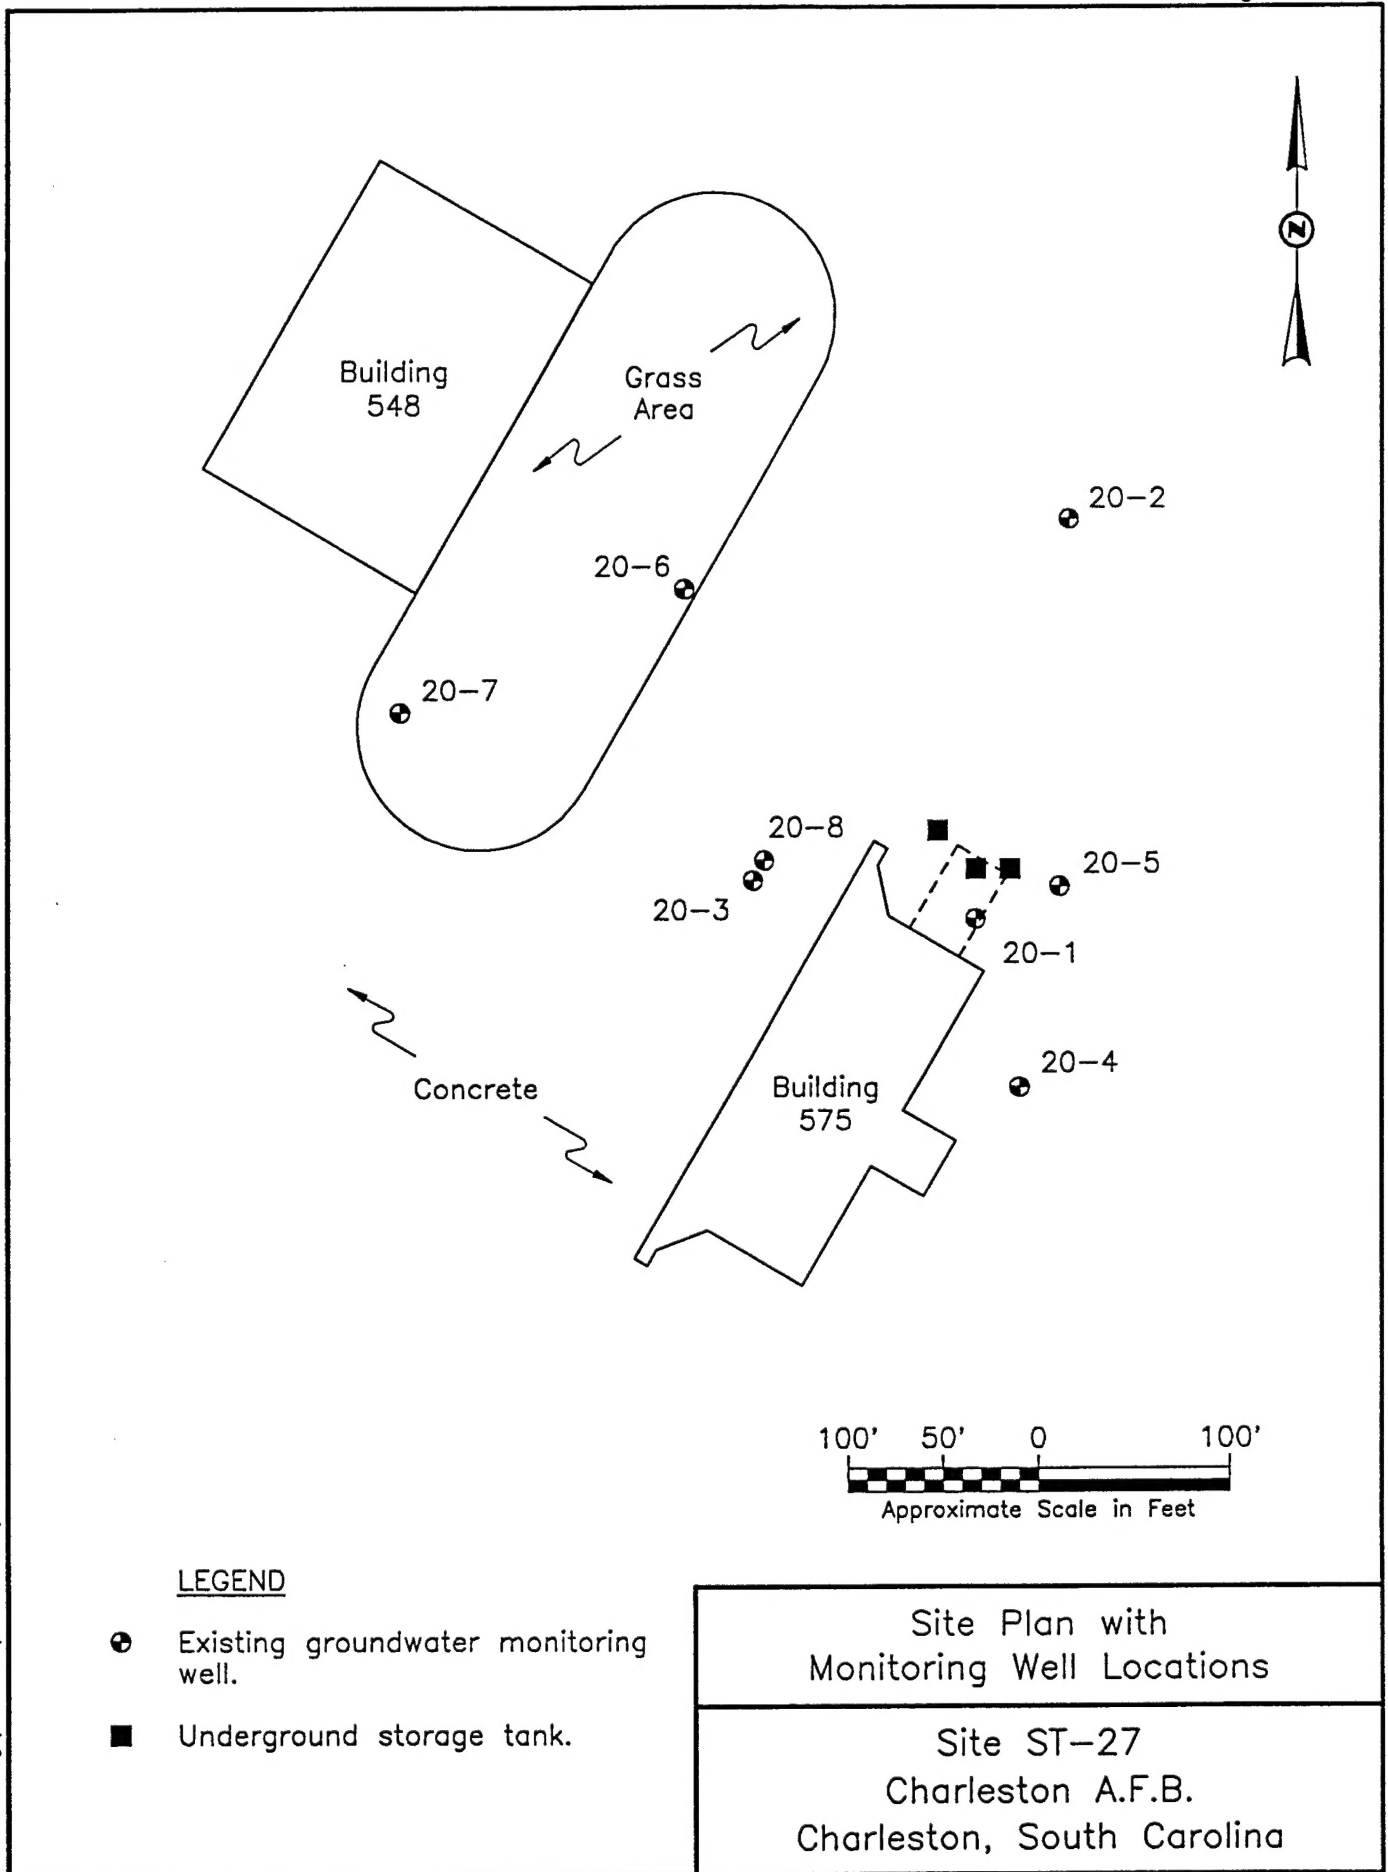 N
Building
548
Grass
Area
20-2
20-6
20-7
20-8
20-3
20-5
20-1
20-4
Concrete
Building
575
100' 50' 0 100'
Approximate Scale in Feet
LEGEND
Existing groundwater monitoring
well.
Underground storage tank.
Site Plan with
Monitoring Well Locations
Site ST-27
Charleston A.F.B.
Charleston, South Carolina